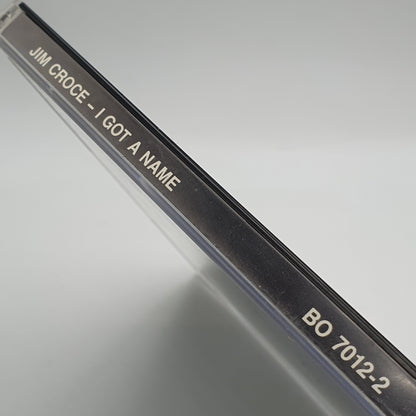 JIM CROCE – I GOT A NAME
BO 7012-2